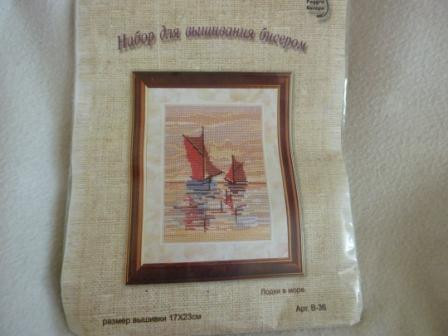 Набор для вышивания бисером
Лодки в море.
размер вышивки 17X23см
Арт. В-36